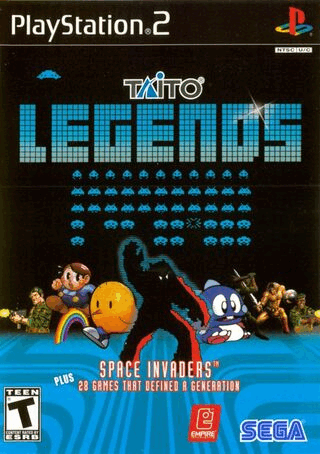 PlayStation®2
NTSC U/C
TAITO®
LEGENDS
SPACE INVADERS™
PLUS 28 GAMES THAT DEFINED A GENERATION
TEEN
T
CONTENT RATED BY
ESRB
EMPIRE
SEGA